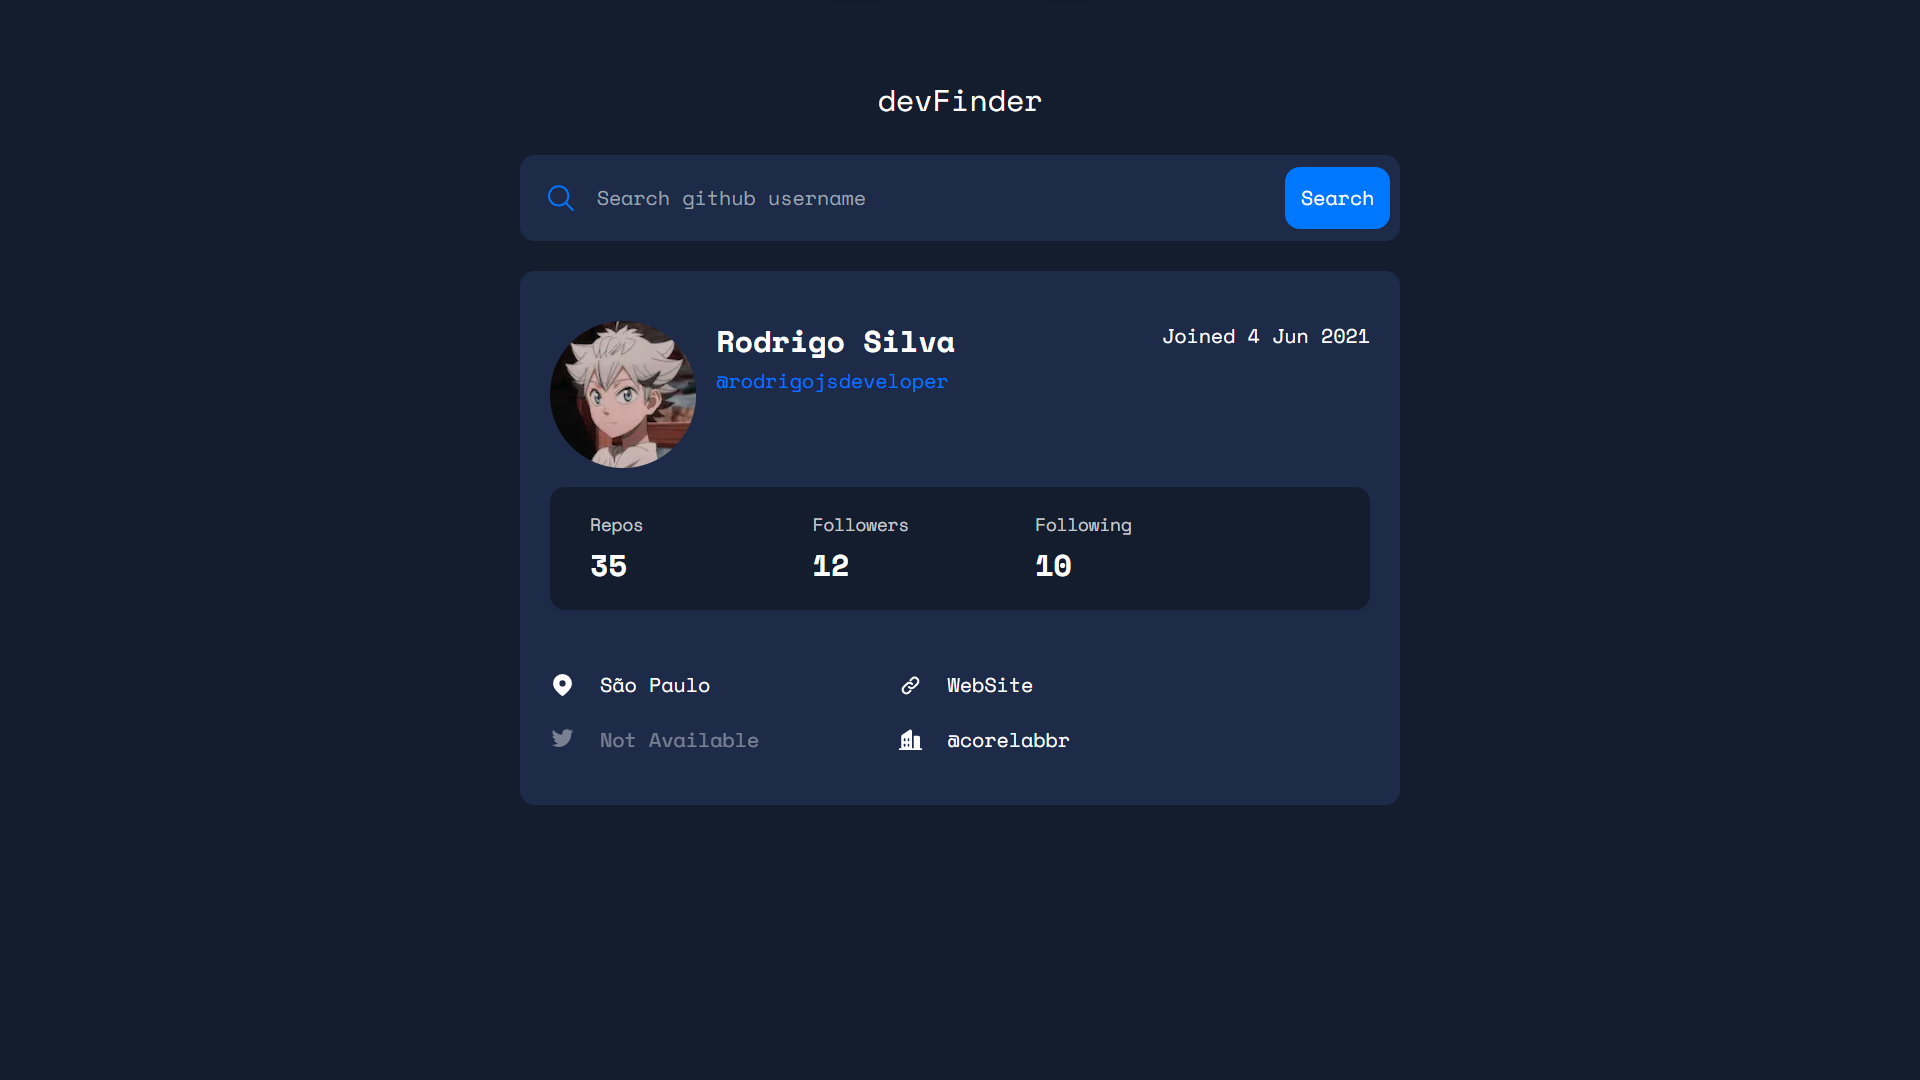 devFinder
Search github username
Search
Rodrigo Silva
Joined 4 Jun 2021
@rodrigojsdeveloper
Repos
Followers
Following
35
12
10
São Paulo
WebSite
Not Available
@corelabbr